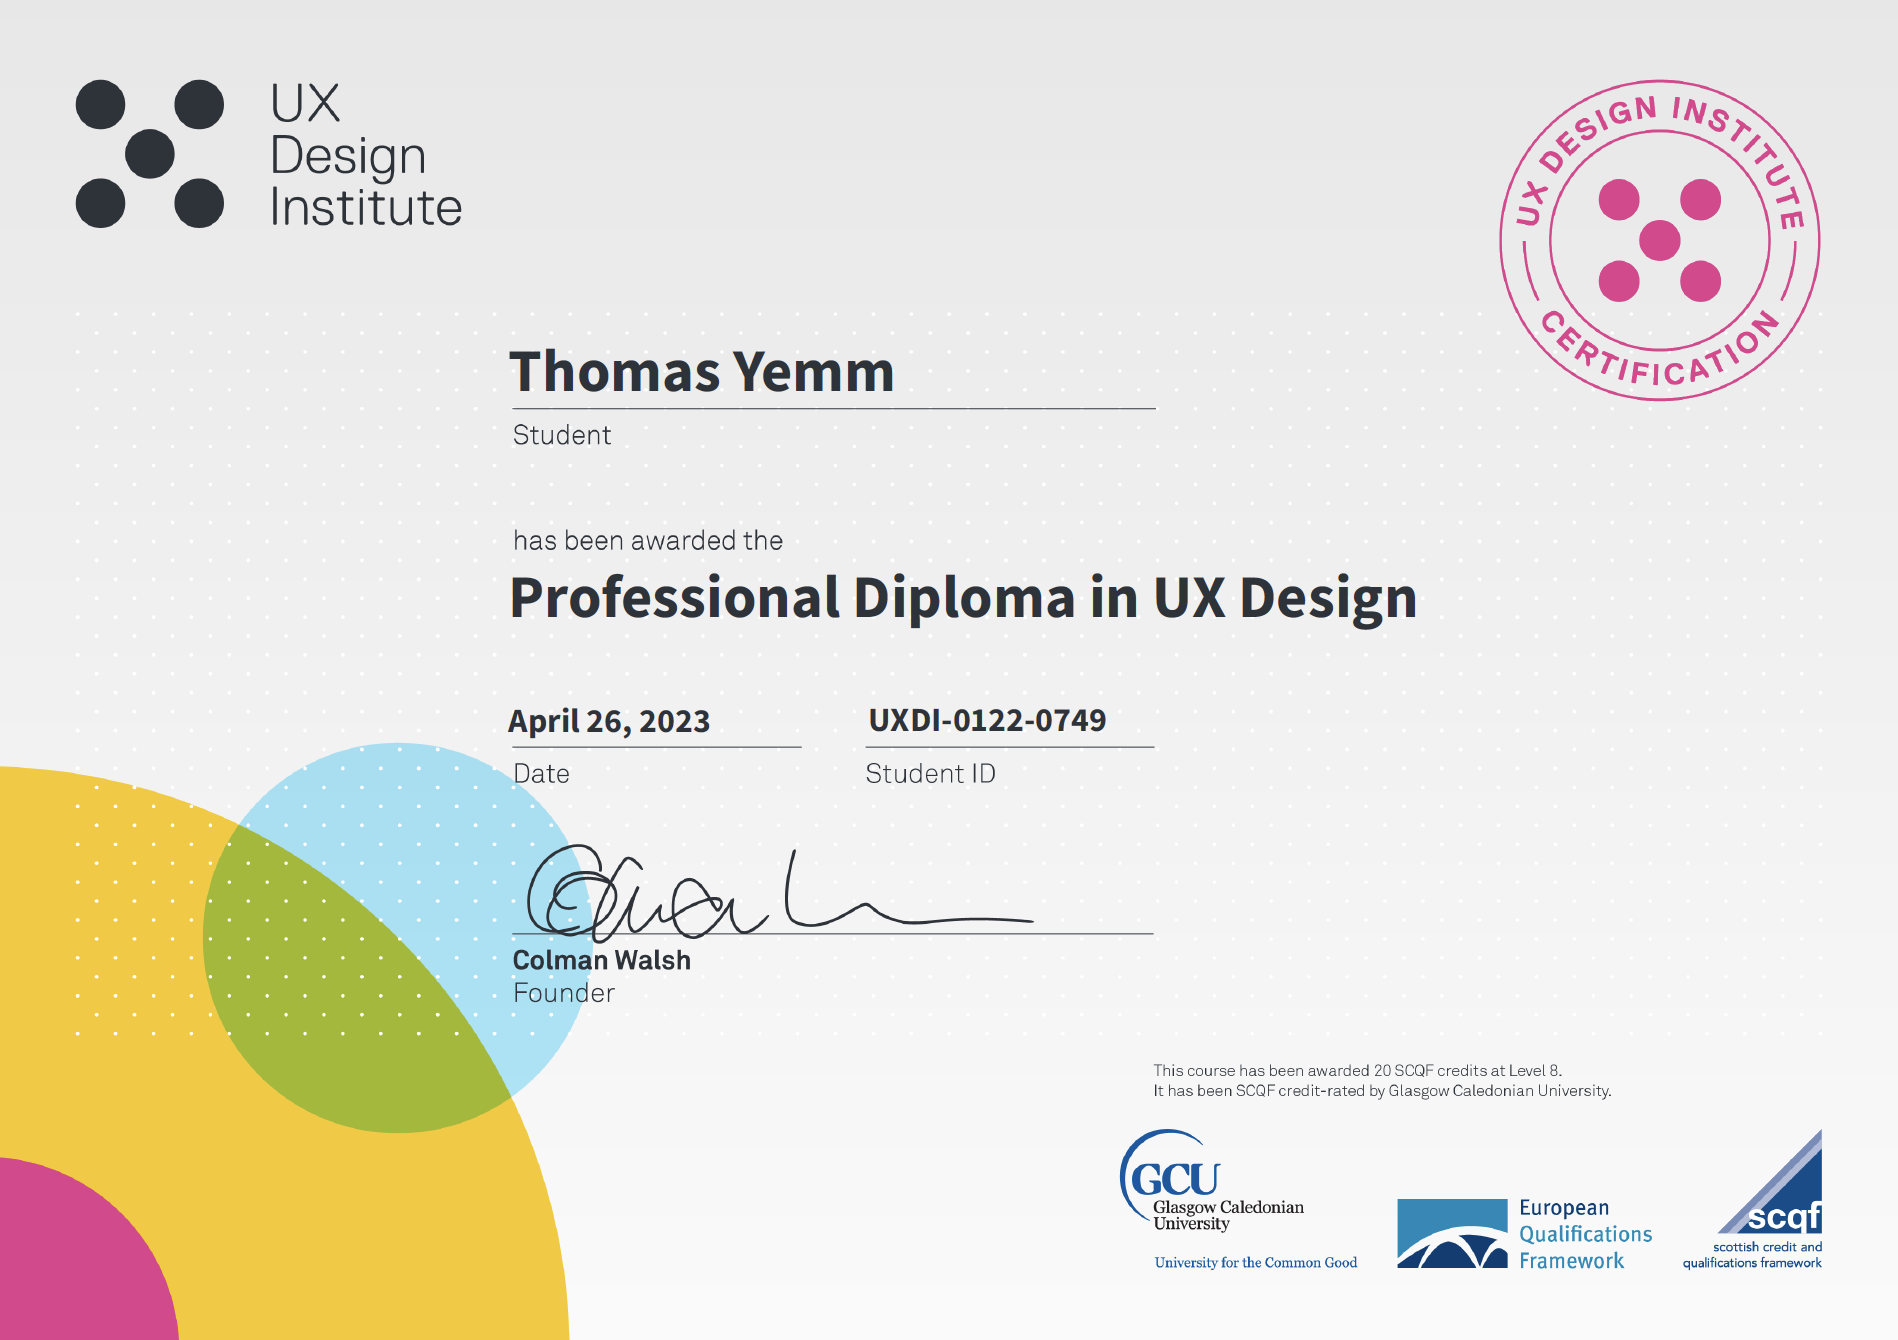 UX
Design
Institute
UX DESIGN INSTITUTE
CERTIFICATION
Thomas Yemm
Student
has been awarded the
Professional Diploma in UX Design
April 26, 2023
UXDI-0122-0749
Date
Student ID
Colman Walsh
Founder
This course has been awarded 20 SCQF credits at Level 8.
It has been SCQF credit-rated by Glasgow Caledonian University.
GCU
Glasgow Caledonian
University
University for the Common Good
European
Qualifications
Framework
scqf
scottish credit and
qualifications framework